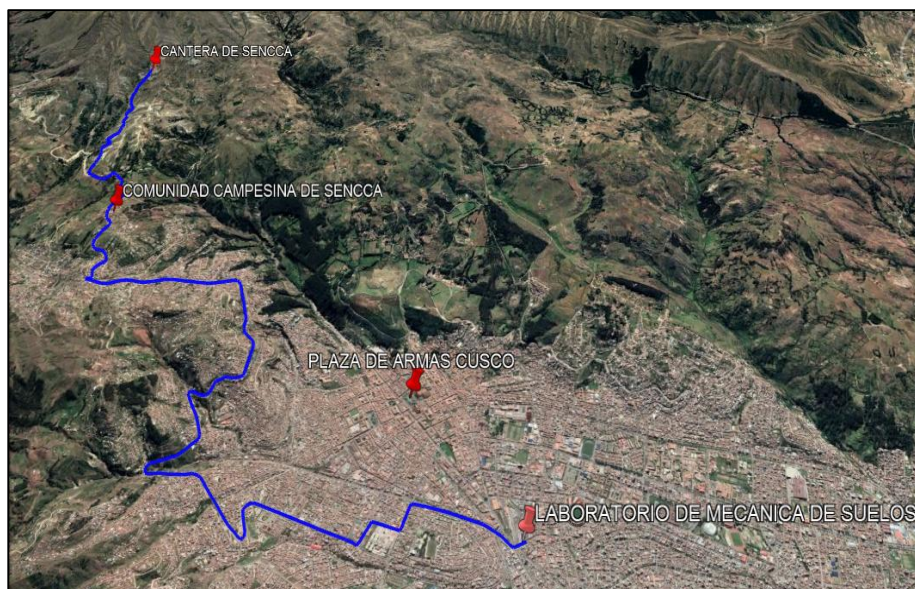 CANTERA DE SENCCA
COMUNIDAD CAMPESINA DE SENCCA
PLAZA DE ARMAS CUSCO
LABORATORIO DE MECANICA DE SUELOS